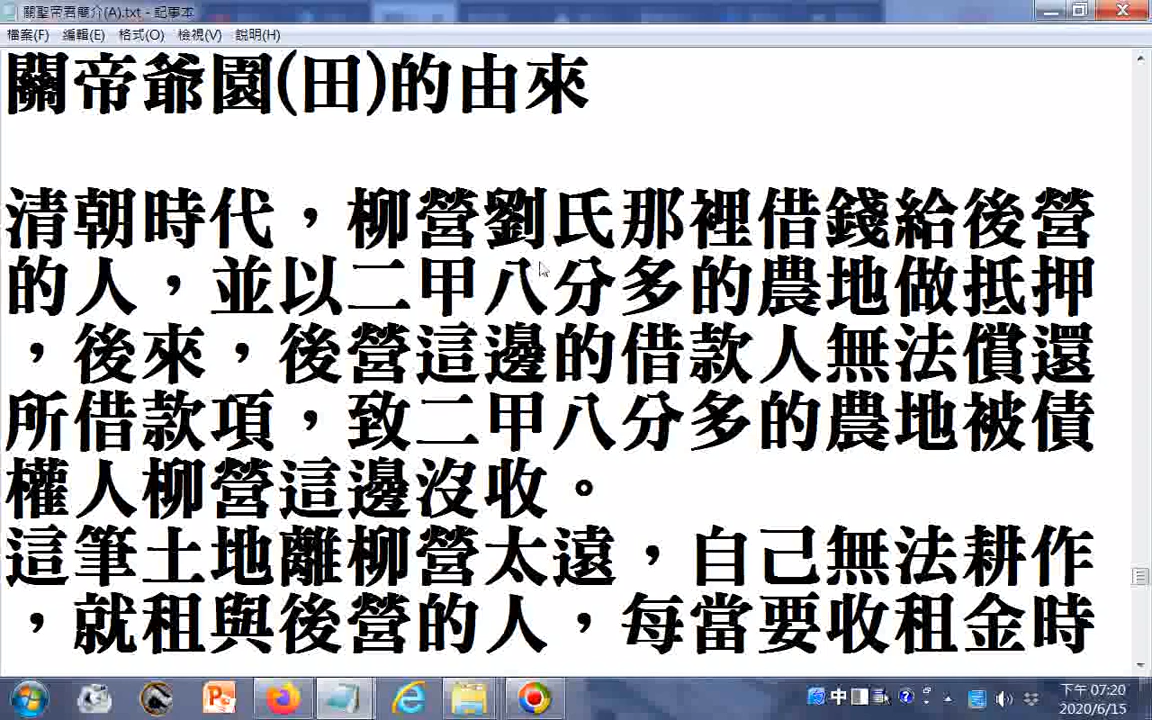 關聖帝君簡介(A).txt - 記事本
檔案(F) 編輯(E) 格式(O) 檢視(V) 說明(H)
關帝爺園(田)的由來
清朝時代，柳營劉氏那裡借錢給後營
的人，並以二甲八分多的農地做抵押
，後來，後營這邊的借款人無法償還
所借款項，致二甲八分多的農地被債
權人柳營這邊沒收。
這筆土地離柳營太遠，自己無法耕作
，就租與後營的人，每當要收租金時
中
下午 07:20
2020/6/15